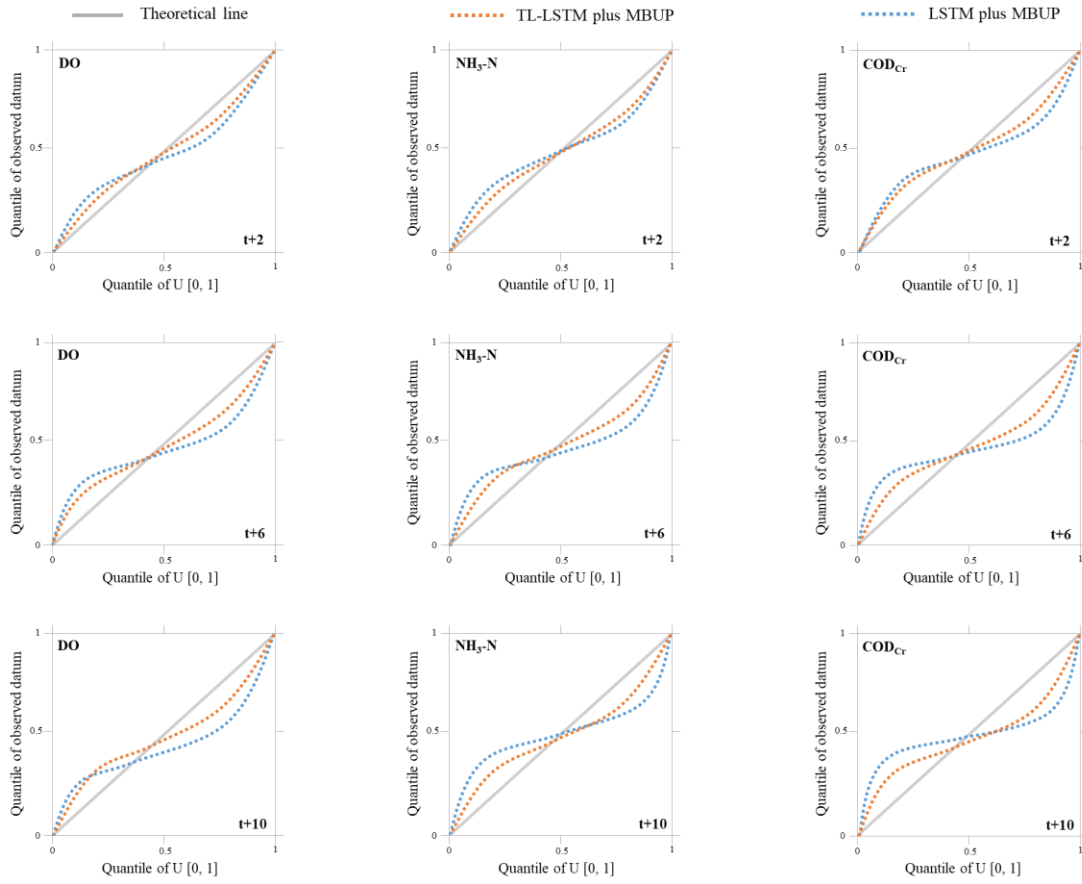 Theoretical line TL-LSTM plus MBUP LSTM plus MBUP
1
DO
Quantile of observed datum
0.5
0
t+2
0 0.5 1
Quantile of U [0, 1]
1
NH3-N
Quantile of observed datum
0.5
0
t+2
0 0.5 1
Quantile of U [0, 1]
1
CODCr
Quantile of observed datum
0.5
0
t+2
0 0.5 1
Quantile of U [0, 1]
1
DO
Quantile of observed datum
0.5
0
t+6
0 0.5 1
Quantile of U [0, 1]
1
NH3-N
Quantile of observed datum
0.5
0
t+6
0 0.5 1
Quantile of U [0, 1]
1
CODCr
Quantile of observed datum
0.5
0
t+6
0 0.5 1
Quantile of U [0, 1]
1
DO
Quantile of observed datum
0.5
0
t+10
0 0.5 1
Quantile of U [0, 1]
1
NH3-N
Quantile of observed datum
0.5
0
t+10
0 0.5 1
Quantile of U [0, 1]
1
CODCr
Quantile of observed datum
0.5
0
t+10
0 0.5 1
Quantile of U [0, 1]